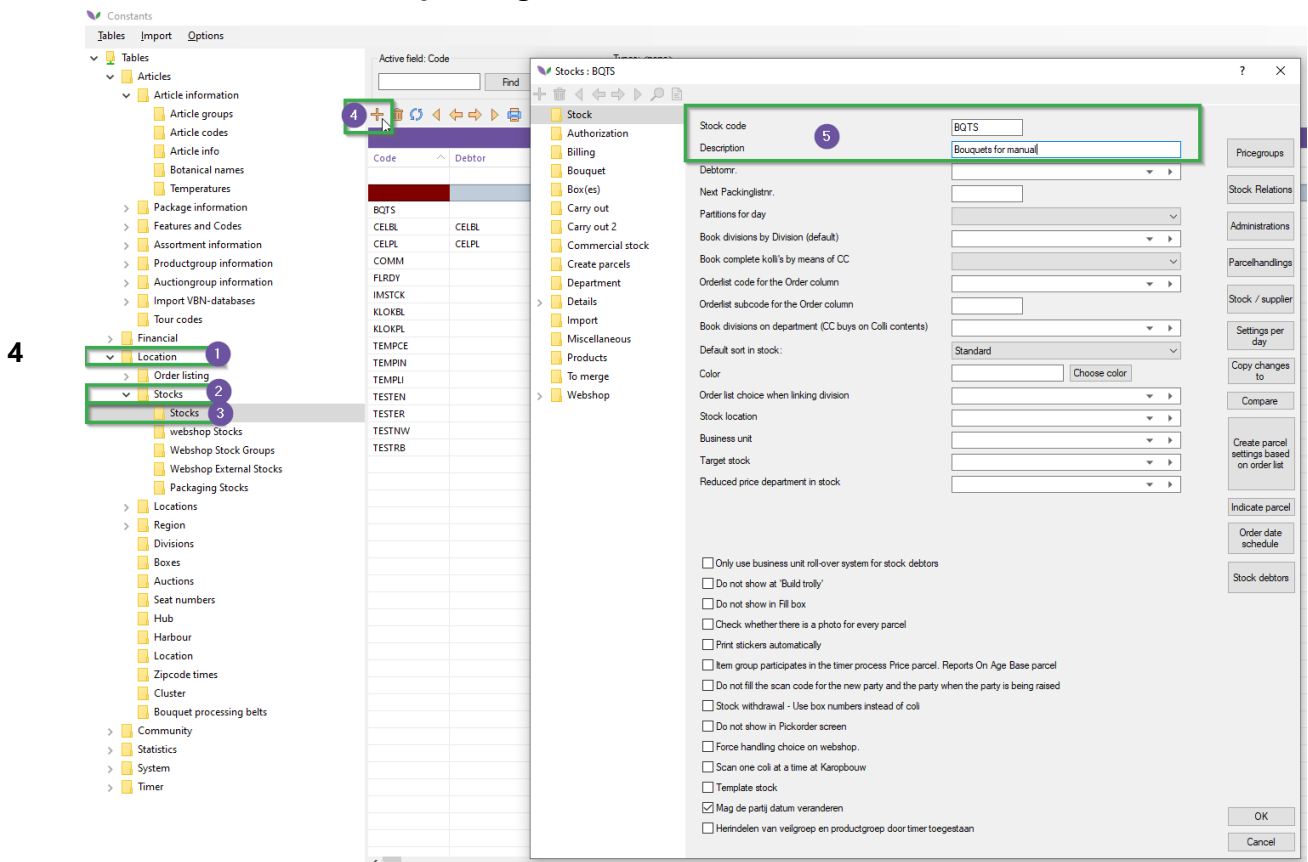 Constants
Tables Import Options
Tables
Articles
Article information
Article groups
Article codes
Article info
Botanical names
Temperatures
Package information
Features and Codes
Assortment information
Productgroup information
Auctiongroup information
Import VBN-databases
Tour codes
Financial
4
Location 1
Order listing
Stocks 2
Stocks 3
webshop Stocks
Webshop Stock Groups
Webshop External Stocks
Packaging Stocks
Locations
Region
Divisions
Boxes
Auctions
Seat numbers
Hub
Harbour
Location
Zipcode times
Cluster
Bouquet processing belts
Community
Statistics
System
Timer
Active field: Code
Find
4
Code Debtor
BQTS
CELBL CELBL
CELPL CELPL
COMM
FLRDY
IMSTCK
KLOKBL
KLOKPL
TEMPCE
TEMPIN
TEMPLI
TESTEN
TESTER
TESTNW
TESTRB
Stocks : BQTS ? ×
Stock
Authorization
Billing
Bouquet
Box(es)
Carry out
Carry out 2
Commercial stock
Create parcels
Department
Details
Import
Miscellaneous
Products
To merge
Webshop
5
Stock code BQTS
Description Bouquets for manual
Debtornr.
Next Packinglistnr.
Partitions for day
Book divisions by Division (default)
Book complete kolli's by means of CC
Orderlist code for the Order column
Orderlist subcode for the Order column
Book divisions on department (CC buys on Colli contents)
Default sort in stock: Standard
Color Choose color
Order list choice when linking division
Stock location
Business unit
Target stock
Reduced price department in stock
Only use business unit roll-over system for stock debtors
Do not show at 'Build trolly'
Do not show in Fill box
Check whether there is a photo for every parcel
Print stickers automatically
Item group participates in the timer process Price parcel. Reports On Age Base parcel
Do not fill the scan code for the new party and the party when the party is being raised
Stock withdrawal - Use box numbers instead of coli
Do not show in Pickorder screen
Force handling choice on webshop.
Scan one coli at a time at Karopbouw
Template stock
Mag de partij datum veranderen
Herindelen van veilgroep en productgroep door timer toegestaan
Pricegroups
Stock Relations
Administrations
Parcelhandlings
Stock / supplier
Settings per
day
Copy changes
to
Compare
Create parcel
settings based
on order list
Indicate parcel
Order date
schedule
Stock debtors
OK
Cancel